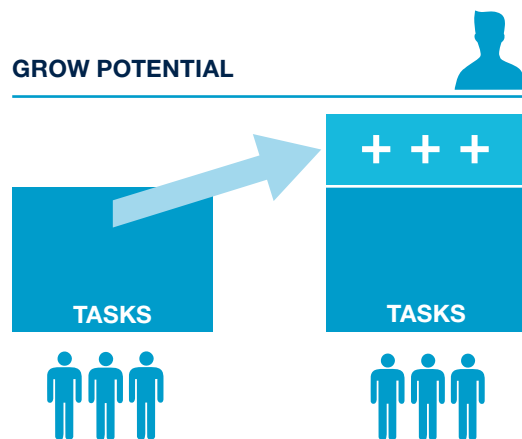 GROW POTENTIAL
+ + +
TASKS
TASKS